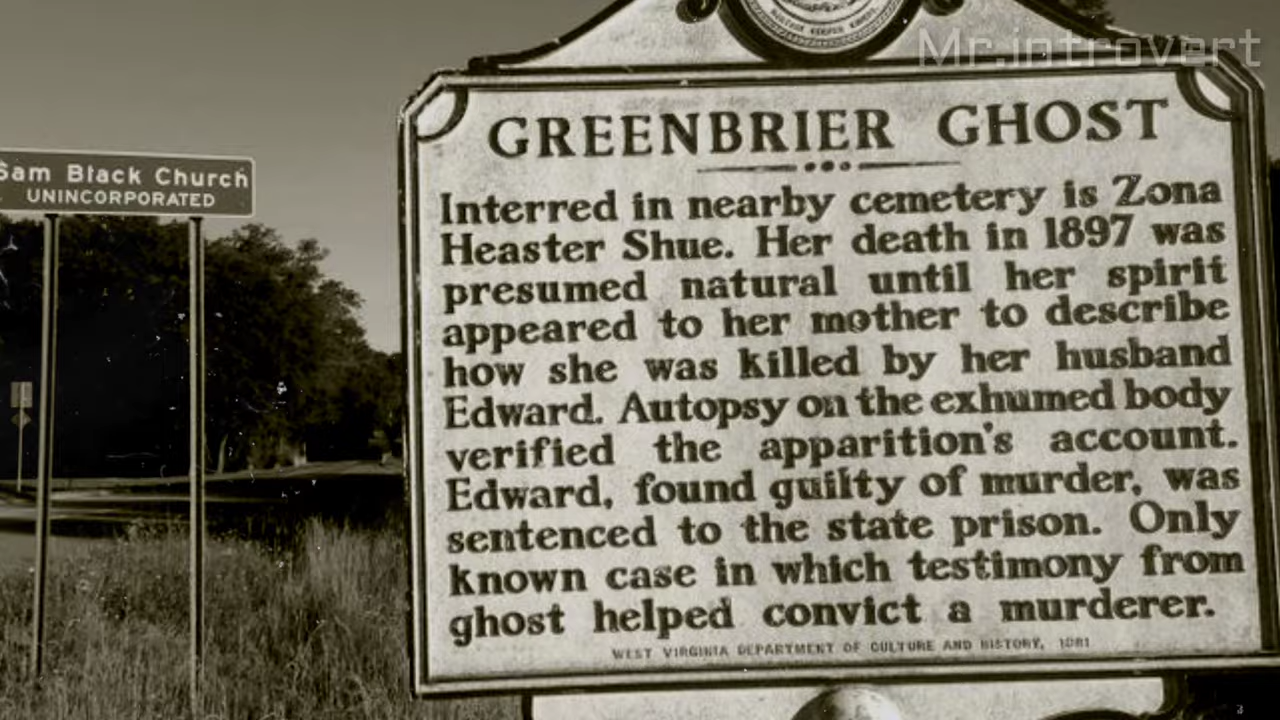 Mr.introvert
Sam Black Church
UNINCORPORATED
GREENBRIER GHOST
Interred in nearby cemetery is Zona
Heaster Shue. Her death in 1897 was
presumed natural until her spirit
appeared to her mother to describe
how she was killed by her husband
Edward. Autopsy on the exhumed body
verified the apparition's account.
Edward, found guilty of murder, was
sentenced to the state prison. Only
known case in which testimony from
ghost helped convict a murderer.
WEST VIRGINIA DEPARTMENT OF CULTURE AND HISTORY,